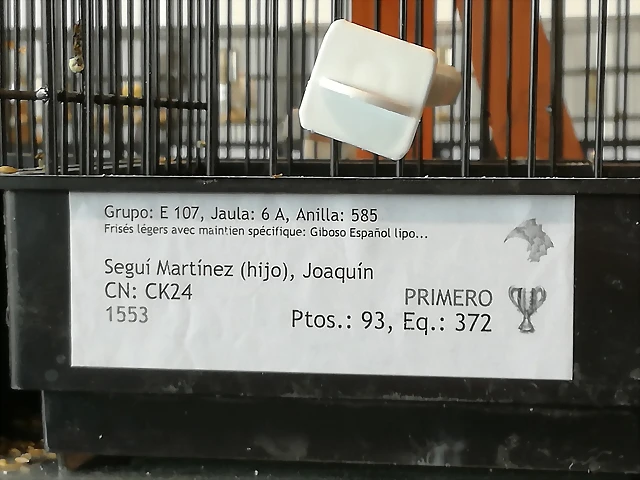 Grupo: E 107, Jaula: 6 A, Anilla: 585
Frisés légers avec maintien spécifique: Giboso Español lipo...
Seguí Martínez (hijo), Joaquín
CN: CK24
PRIMERO
1553
Ptos.: 93, Eq.: 372